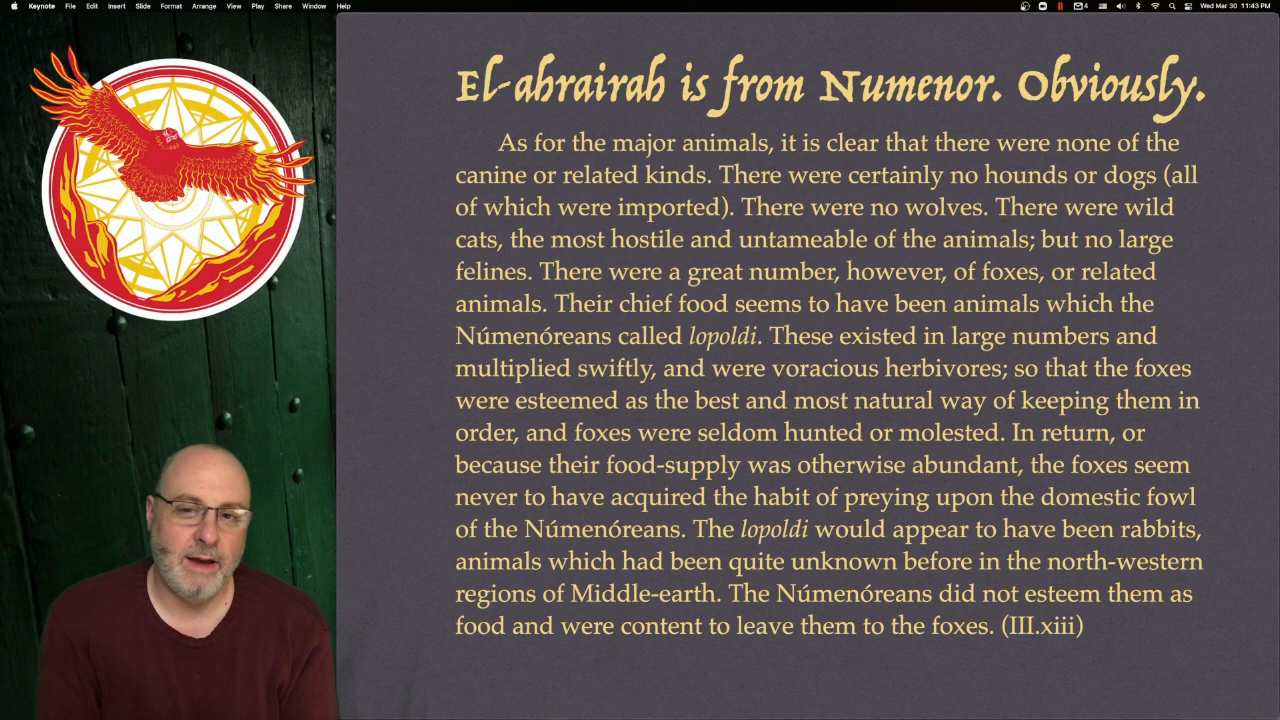 Keynote File Edit Insert Slide Format Arrange View Play Share Window Help 4 Wed Mar 30 11:43 PM
El-ahrairah is from Numenor. Obviously.
As for the major animals, it is clear that there were none of the
canine or related kinds. There were certainly no hounds or dogs (all
of which were imported). There were no wolves. There were wild
cats, the most hostile and untameable of the animals; but no large
felines. There were a great number, however, of foxes, or related
animals. Their chief food seems to have been animals which the
Númenóreans called lopoldi. These existed in large numbers and
multiplied swiftly, and were voracious herbivores; so that the foxes
were esteemed as the best and most natural way of keeping them in
order, and foxes were seldom hunted or molested. In return, or
because their food-supply was otherwise abundant, the foxes seem
never to have acquired the habit of preying upon the domestic fowl
of the Númenóreans. The lopoldi would appear to have been rabbits,
animals which had been quite unknown before in the north-western
regions of Middle-earth. The Númenóreans did not esteem them as
food and were content to leave them to the foxes. (III.xiii)